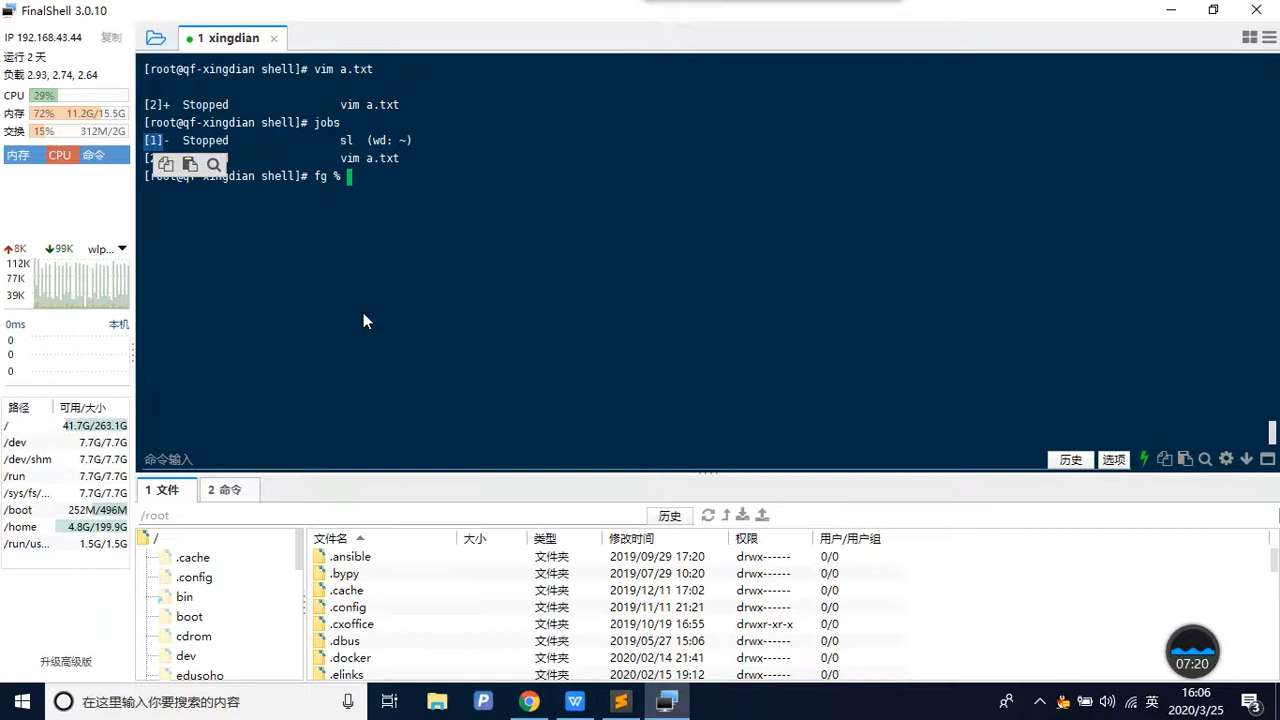 FinalShell 3.0.10
IP 192.168.43.44 复制
运行 2 天
负载 2.93, 2.74, 2.64
CPU 29%
内存 72% 11.2G/15.5G
交换 15% 312M/2G
内存 CPU 命令
8K 99K wlp...
112K
77K
39K
0ms 本机
0
0
0
路径 可用/大小
/ 41.7G/263.1G
/dev 7.7G/7.7G
/dev/shm 7.7G/7.7G
/run 7.7G/7.7G
/sys/fs/... 7.7G/7.7G
/boot 252M/496M
/home 4.8G/199.9G
/run/us... 1.5G/1.5G
升级高级版
1 xingdian
[root@qf-xingdian shell]# vim a.txt
[2]+ Stopped vim a.txt
[root@qf-xingdian shell]# jobs
[1]- Stopped sl (wd: ~)
vim a.txt
[root@qf-xingdian shell]# fg %
命令输入 历史 选项
1 文件 2 命令
/root 历史
/
.cache
.config
bin
boot
cdrom
dev
edusoho
文件名 大小 类型 修改时间 权限 用户/用户组
.ansible 文件夹 2019/09/29 17:20 drwx------ 0/0
.bypy 文件夹 2019/07/29 10:20 drwx------ 0/0
.cache 文件夹 2019/12/11 17:02 drwx------ 0/0
.config 文件夹 2019/11/11 21:21 drwx------ 0/0
.cxoffice 文件夹 2019/10/19 16:55 drwxr-xr-x 0/0
.dbus 文件夹 2019/05/27 15:06 drwx------ 0/0
.docker 文件夹 2020/02/14 21:41 drwx------ 0/0
.elinks 文件夹 2020/02/15 19:12 drwx------ 0/0
07:20
在这里输入你要搜索的内容
英
16:06
2020/3/25
3